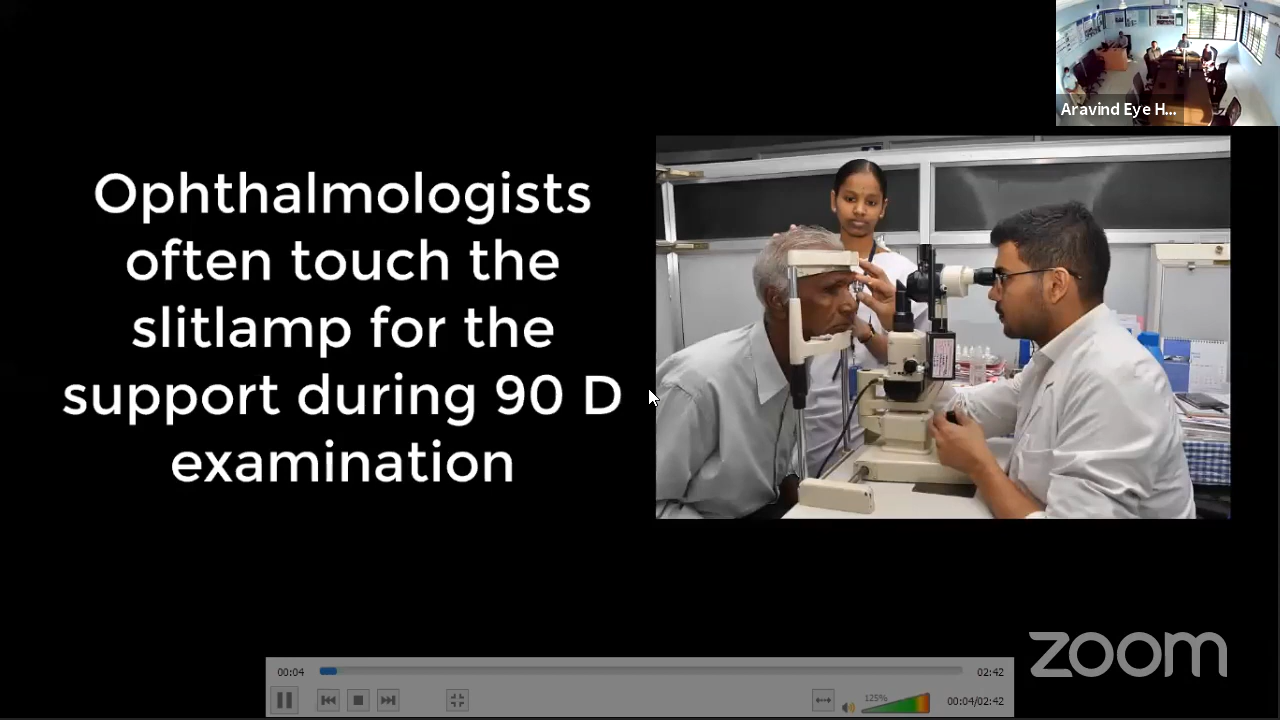 Aravind Eye H...
Ophthalmologists
often touch the
slitlamp for the
support during 90 D
examination
zoom
00:04
02:42
125%
00:04/02:42